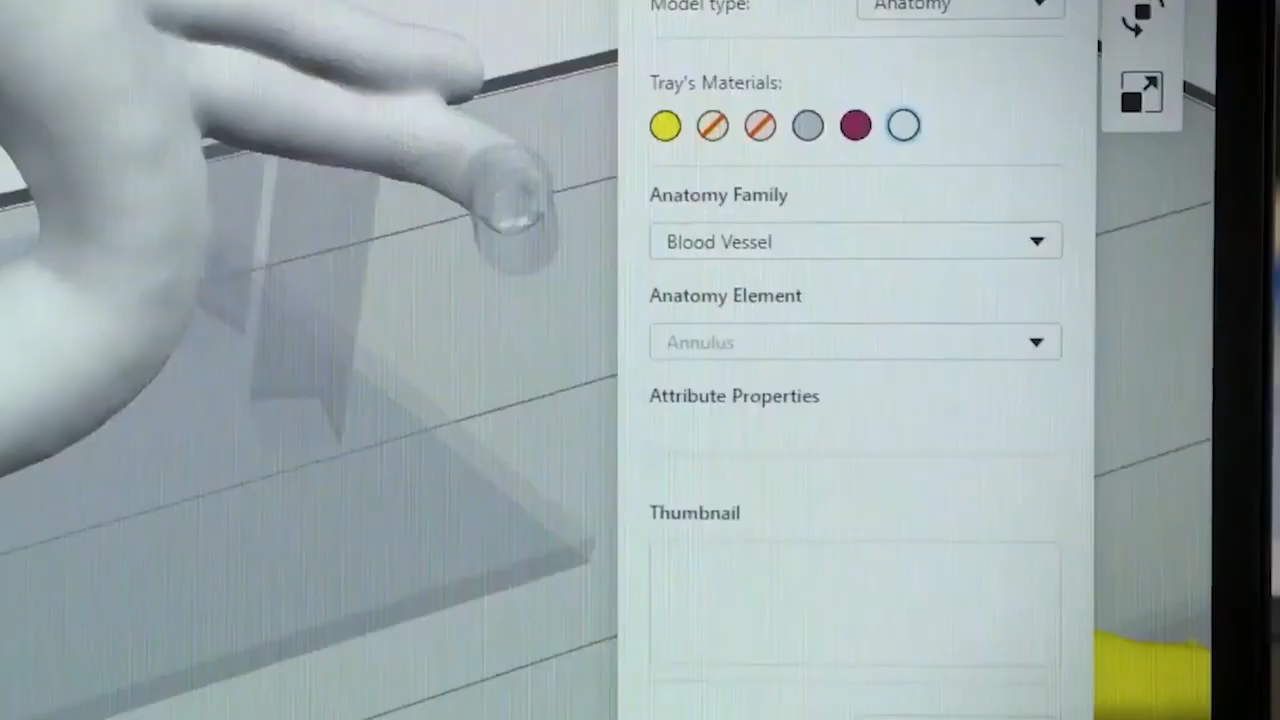 Model type: Anatomy
Tray's Materials:
Anatomy Family
Blood Vessel
Anatomy Element
Annulus
Attribute Properties
Thumbnail